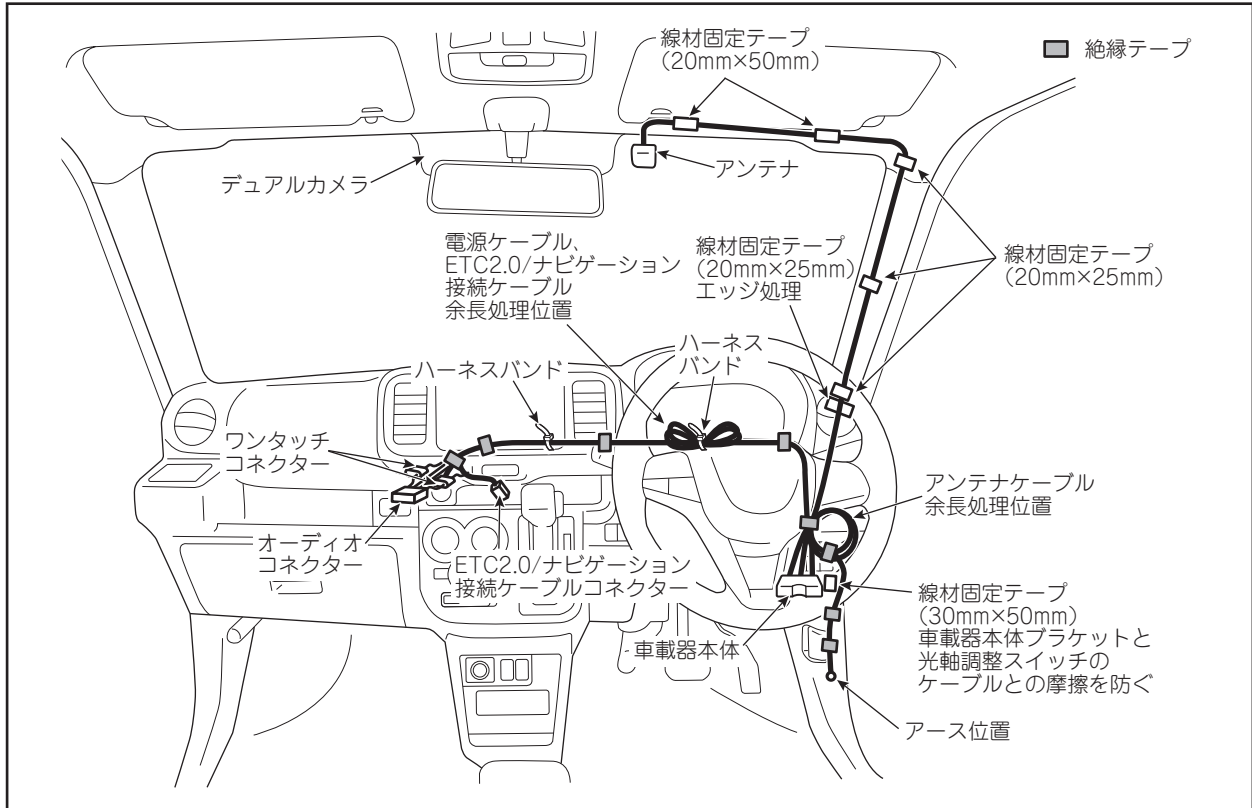 線材固定テープ
（20mm×50mm）
絶縁テープ
アンテナ
デュアルカメラ
電源ケーブル、
ETC2.0/ナビゲーション
接続ケーブル
余長処理位置
線材固定テープ
（20mm×25mm）
エッジ処理
線材固定テープ
（20mm×25mm）
ハーネスバンド
ハーネス
バンド
ワンタッチ
コネクター
アンテナケーブル
余長処理位置
オーディオ
コネクター
ETC2.0/ナビゲーション
接続ケーブルコネクター
車載器本体
線材固定テープ
（30mm×50mm）
車載器本体ブラケットと
光軸調整スイッチの
ケーブルとの摩擦を防ぐ
アース位置